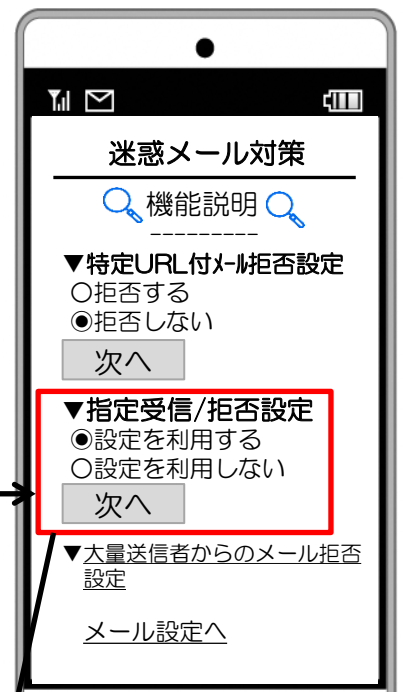 迷惑メール対策
機能説明
▼特定URL付ﾒｰﾙ拒否設定
○拒否する
◉拒否しない
次へ
▼指定受信/拒否設定
◉設定を利用する
○設定を利用しない
次へ
▼大量送信者からのメール拒否
設定
メール設定へ